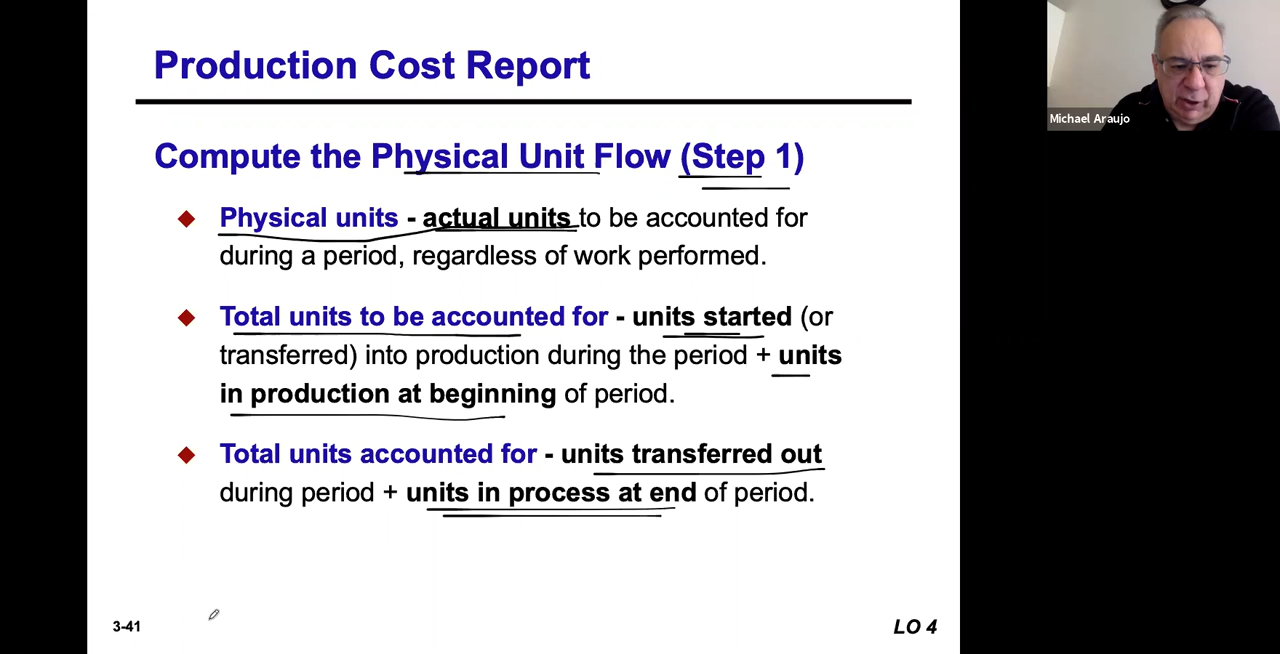 Production Cost Report
Michael Araujo
Compute the Physical Unit Flow (Step 1)
Physical units - actual units to be accounted for
during a period, regardless of work performed.
Total units to be accounted for - units started (or
transferred) into production during the period + units
in production at beginning of period.
Total units accounted for - units transferred out
during period + units in process at end of period.
3-41
LO 4